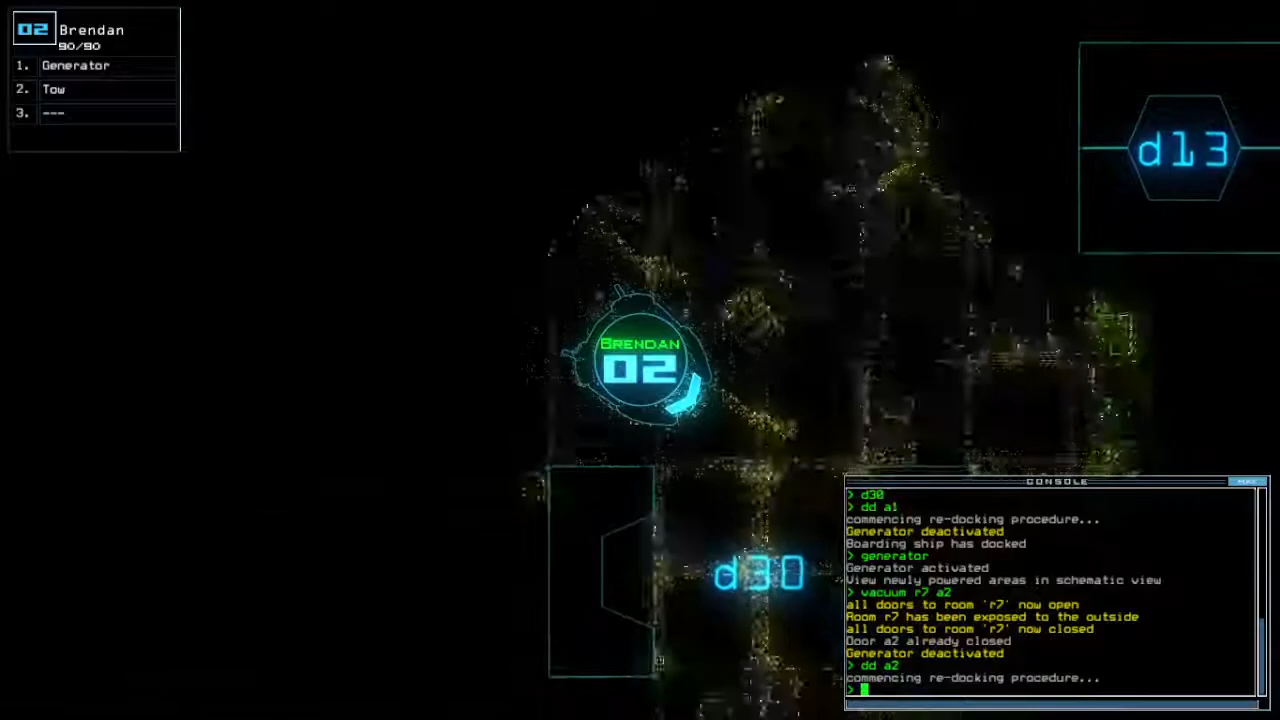 02 Brendan
90/90
1. Generator
2. Tow
3. ---
d13
BRENDAN
02
d30
CONSOLE
> d30
> dd a1
commencing re-docking procedure...
Generator deactivated
Boarding ship has docked
> generator
Generator activated
View newly powered areas in schematic view
> vacuum r7 a2
all doors to room 'r7' now open
Room r7 has been exposed to the outside
all doors to room 'r7' now closed
Door a2 already closed
Generator deactivated
> dd a2
commencing re-docking procedure...
>